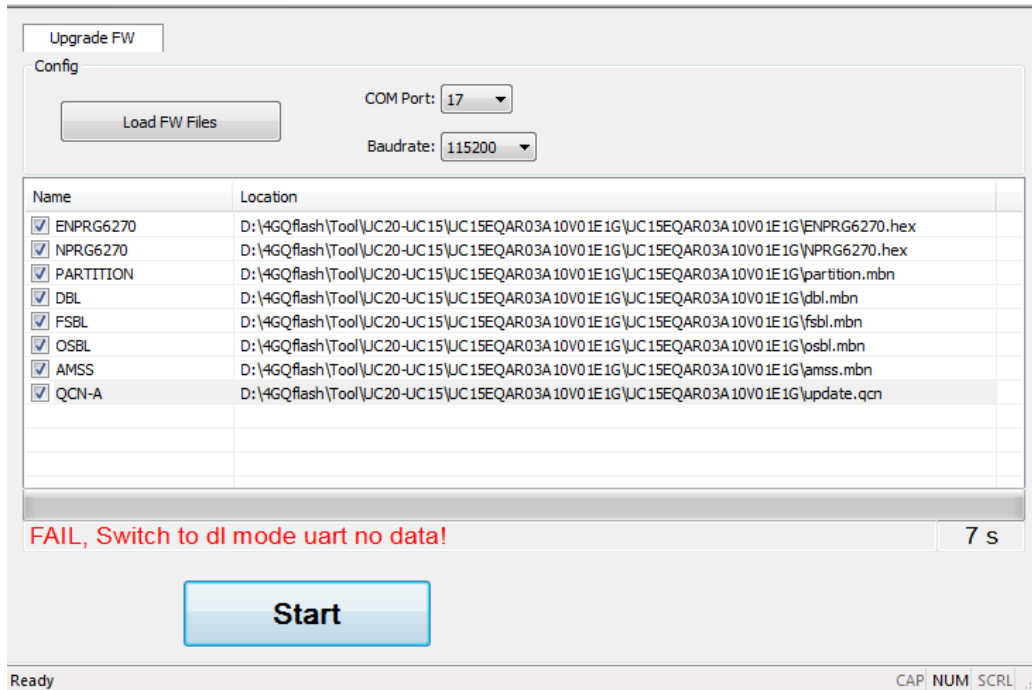 Upgrade FW
Config
Load FW Files
COM Port: 17
Baudrate: 115200
Name Location
ENPRG6270 D:\4GQflash\Tool\UC20-UC15\UC15EQAR03A10V01E1G\UC15EQAR03A10V01E1G\ENPRG6270.hex
NPRG6270 D:\4GQflash\Tool\UC20-UC15\UC15EQAR03A10V01E1G\UC15EQAR03A10V01E1G\NPRG6270.hex
PARTITION D:\4GQflash\Tool\UC20-UC15\UC15EQAR03A10V01E1G\UC15EQAR03A10V01E1G\partition.mbn
DBL D:\4GQflash\Tool\UC20-UC15\UC15EQAR03A10V01E1G\UC15EQAR03A10V01E1G\dbl.mbn
FSBL D:\4GQflash\Tool\UC20-UC15\UC15EQAR03A10V01E1G\UC15EQAR03A10V01E1G\fsbl.mbn
OSBL D:\4GQflash\Tool\UC20-UC15\UC15EQAR03A10V01E1G\UC15EQAR03A10V01E1G\osbl.mbn
AMSS D:\4GQflash\Tool\UC20-UC15\UC15EQAR03A10V01E1G\UC15EQAR03A10V01E1G\amss.mbn
QCN-A D:\4GQflash\Tool\UC20-UC15\UC15EQAR03A10V01E1G\UC15EQAR03A10V01E1G\update.qcn
FAIL, Switch to dl mode uart no data! 7 s
Start
Ready CAP NUM SCRL